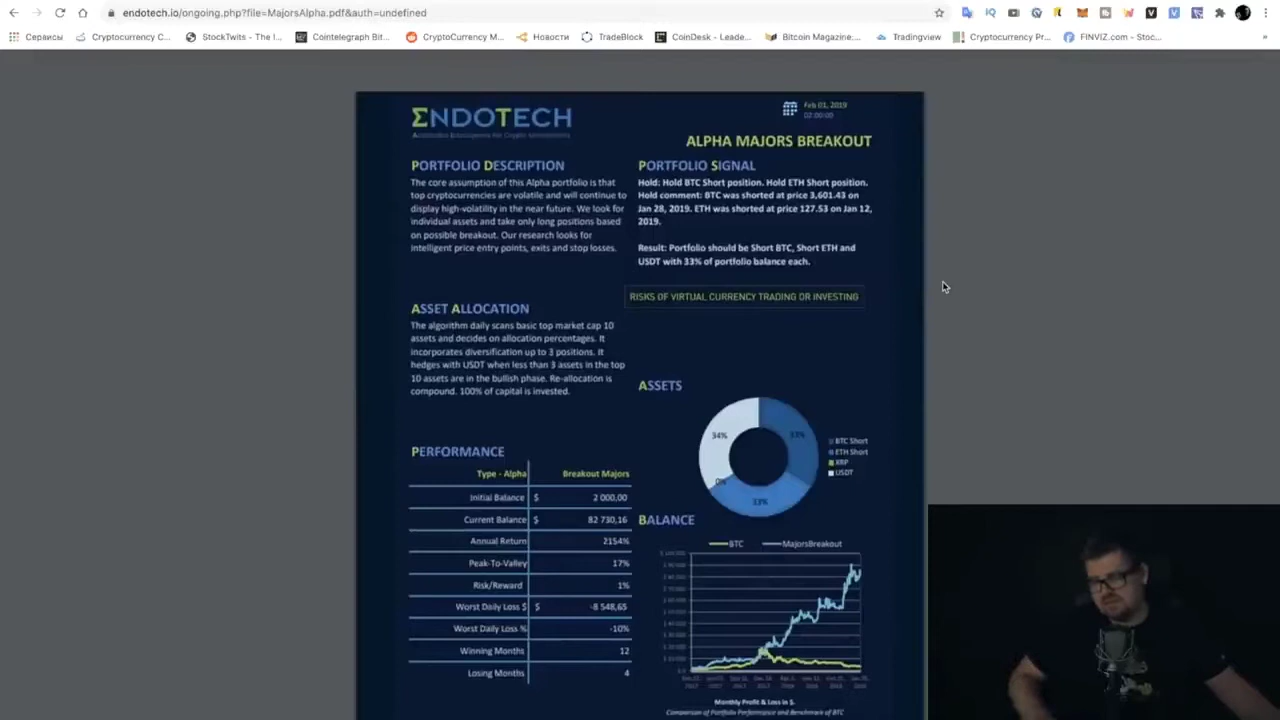 endotech.io/ongoing.php?file=MajorsAlpha.pdf&auth=undefined
Сервисы
Cryptocurrency C...
StockTwits - The I...
Cointelegraph Bit...
CryptoCurrency M...
Новости
TradeBlock
CoinDesk - Leade...
Bitcoin Magazine:...
Tradingview
Cryptocurrency Pr...
FINVIZ.com - Stoc...
»
ΣNDOTECH
Feb 01, 2019
02:00:00
ALPHA MAJORS BREAKOUT
PORTFOLIO DESCRIPTION
The core assumption of this Alpha portfolio is that
top cryptocurrencies are volatile and will continue to
display high-volatility in the near future. We look for
individual assets and take only long positions based
on possible breakout. Our research looks for
intelligent price entry points, exits and stop losses.
PORTFOLIO SIGNAL
Hold: Hold BTC Short position. Hold ETH Short position.
Hold comment: BTC was shorted at price 3,601.43 on
Jan 28, 2019. ETH was shorted at price 127.53 on Jan 12,
2019.
Result: Portfolio should be Short BTC, Short ETH and
USDT with 33% of portfolio balance each.
RISKS OF VIRTUAL CURRENCY TRADING OR INVESTING
ASSET ALLOCATION
The algorithm daily scans basic top market cap 10
assets and decides on allocation percentages. It
incorporates diversification up to 3 positions. It
hedges with USDT when less than 3 assets in the top
10 assets are in the bullish phase. Re-allocation is
compound. 100% of capital is invested.
ASSETS
34%
33%
0%
33%
BTC Short
ETH Short
XRP
USDT
PERFORMANCE
Type - Alpha Breakout Majors
Initial Balance $ 2 000,00
Current Balance $ 82 730,16
Annual Return 2154%
Peak-To-Valley 17%
Risk/Reward 1%
Worst Daily Loss $ $ -8 548,65
Worst Daily Loss % -10%
Winning Months 12
Losing Months 4
BALANCE
BTC MajorsBreakout
Monthly Profit & Loss in $.
Comparison of Portfolio Performance and Benchmark of BTC